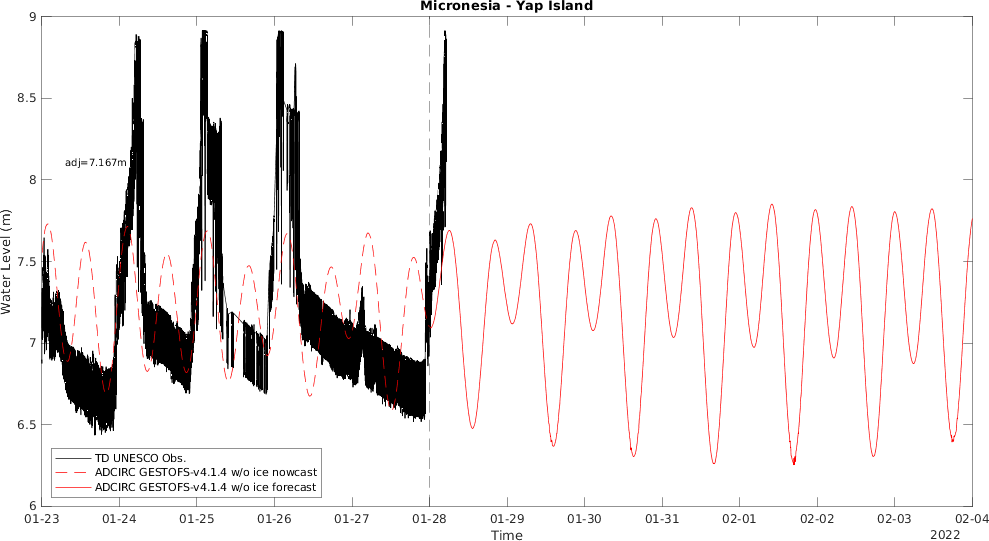 Micronesia - Yap Island
9
8.5
8
7.5
7
6.5
6
Water Level (m)
adj=7.167m
TD UNESCO Obs.
ADCIRC GESTOFS-v4.1.4 w/o ice nowcast
ADCIRC GESTOFS-v4.1.4 w/o ice forecast
01-23 01-24 01-25 01-26 01-27 01-28 01-29 01-30 01-31 02-01 02-02 02-03 02-04
Time
2022